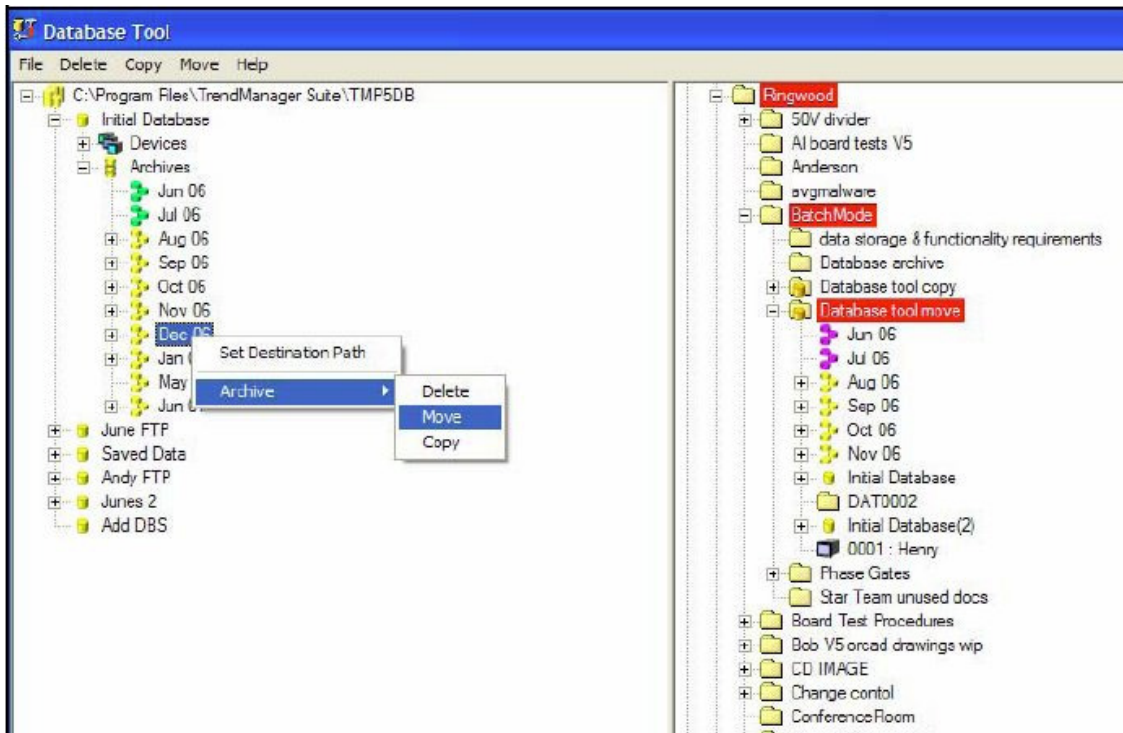 Database Tool
File Delete Copy Move Help
C:\Program Files\TrendManager Suite\TMP5DB
Initial Database
Devices
Archives
Jun 06
Jul 06
Aug 06
Sep 06
Oct 06
Nov 06
Dec 06
Jan
May
Jun
June FTP
Saved Data
Andy FTP
Junes 2
Add DBS
Set Destination Path
Archive
Delete
Move
Copy
Ringwood
50V divider
AI board tests V5
Anderson
avgmalware
BatchMode
data storage & functionality requirements
Database archive
Database tool copy
Database tool move
Jun 06
Jul 06
Aug 06
Sep 06
Oct 06
Nov 06
Initial Database
DAT0002
Initial Database(2)
0001 : Henry
Phase Gates
Star Team unused docs
Board Test Procedures
Bob V5 orcad drawings wip
CD IMAGE
Change contol
ConferenceRoom